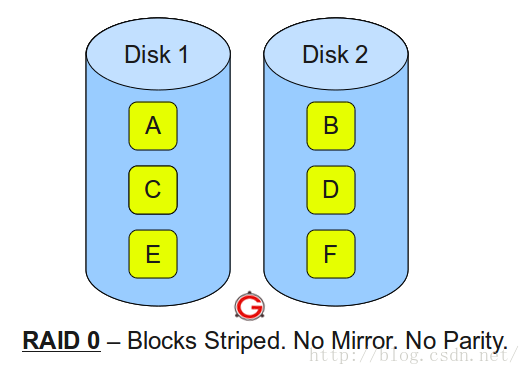 Disk 1 Disk 2
A B
C D
E F
G
RAID 0 – Blocks Striped. No Mirror. No Parity.
http://blog.csdn.net/